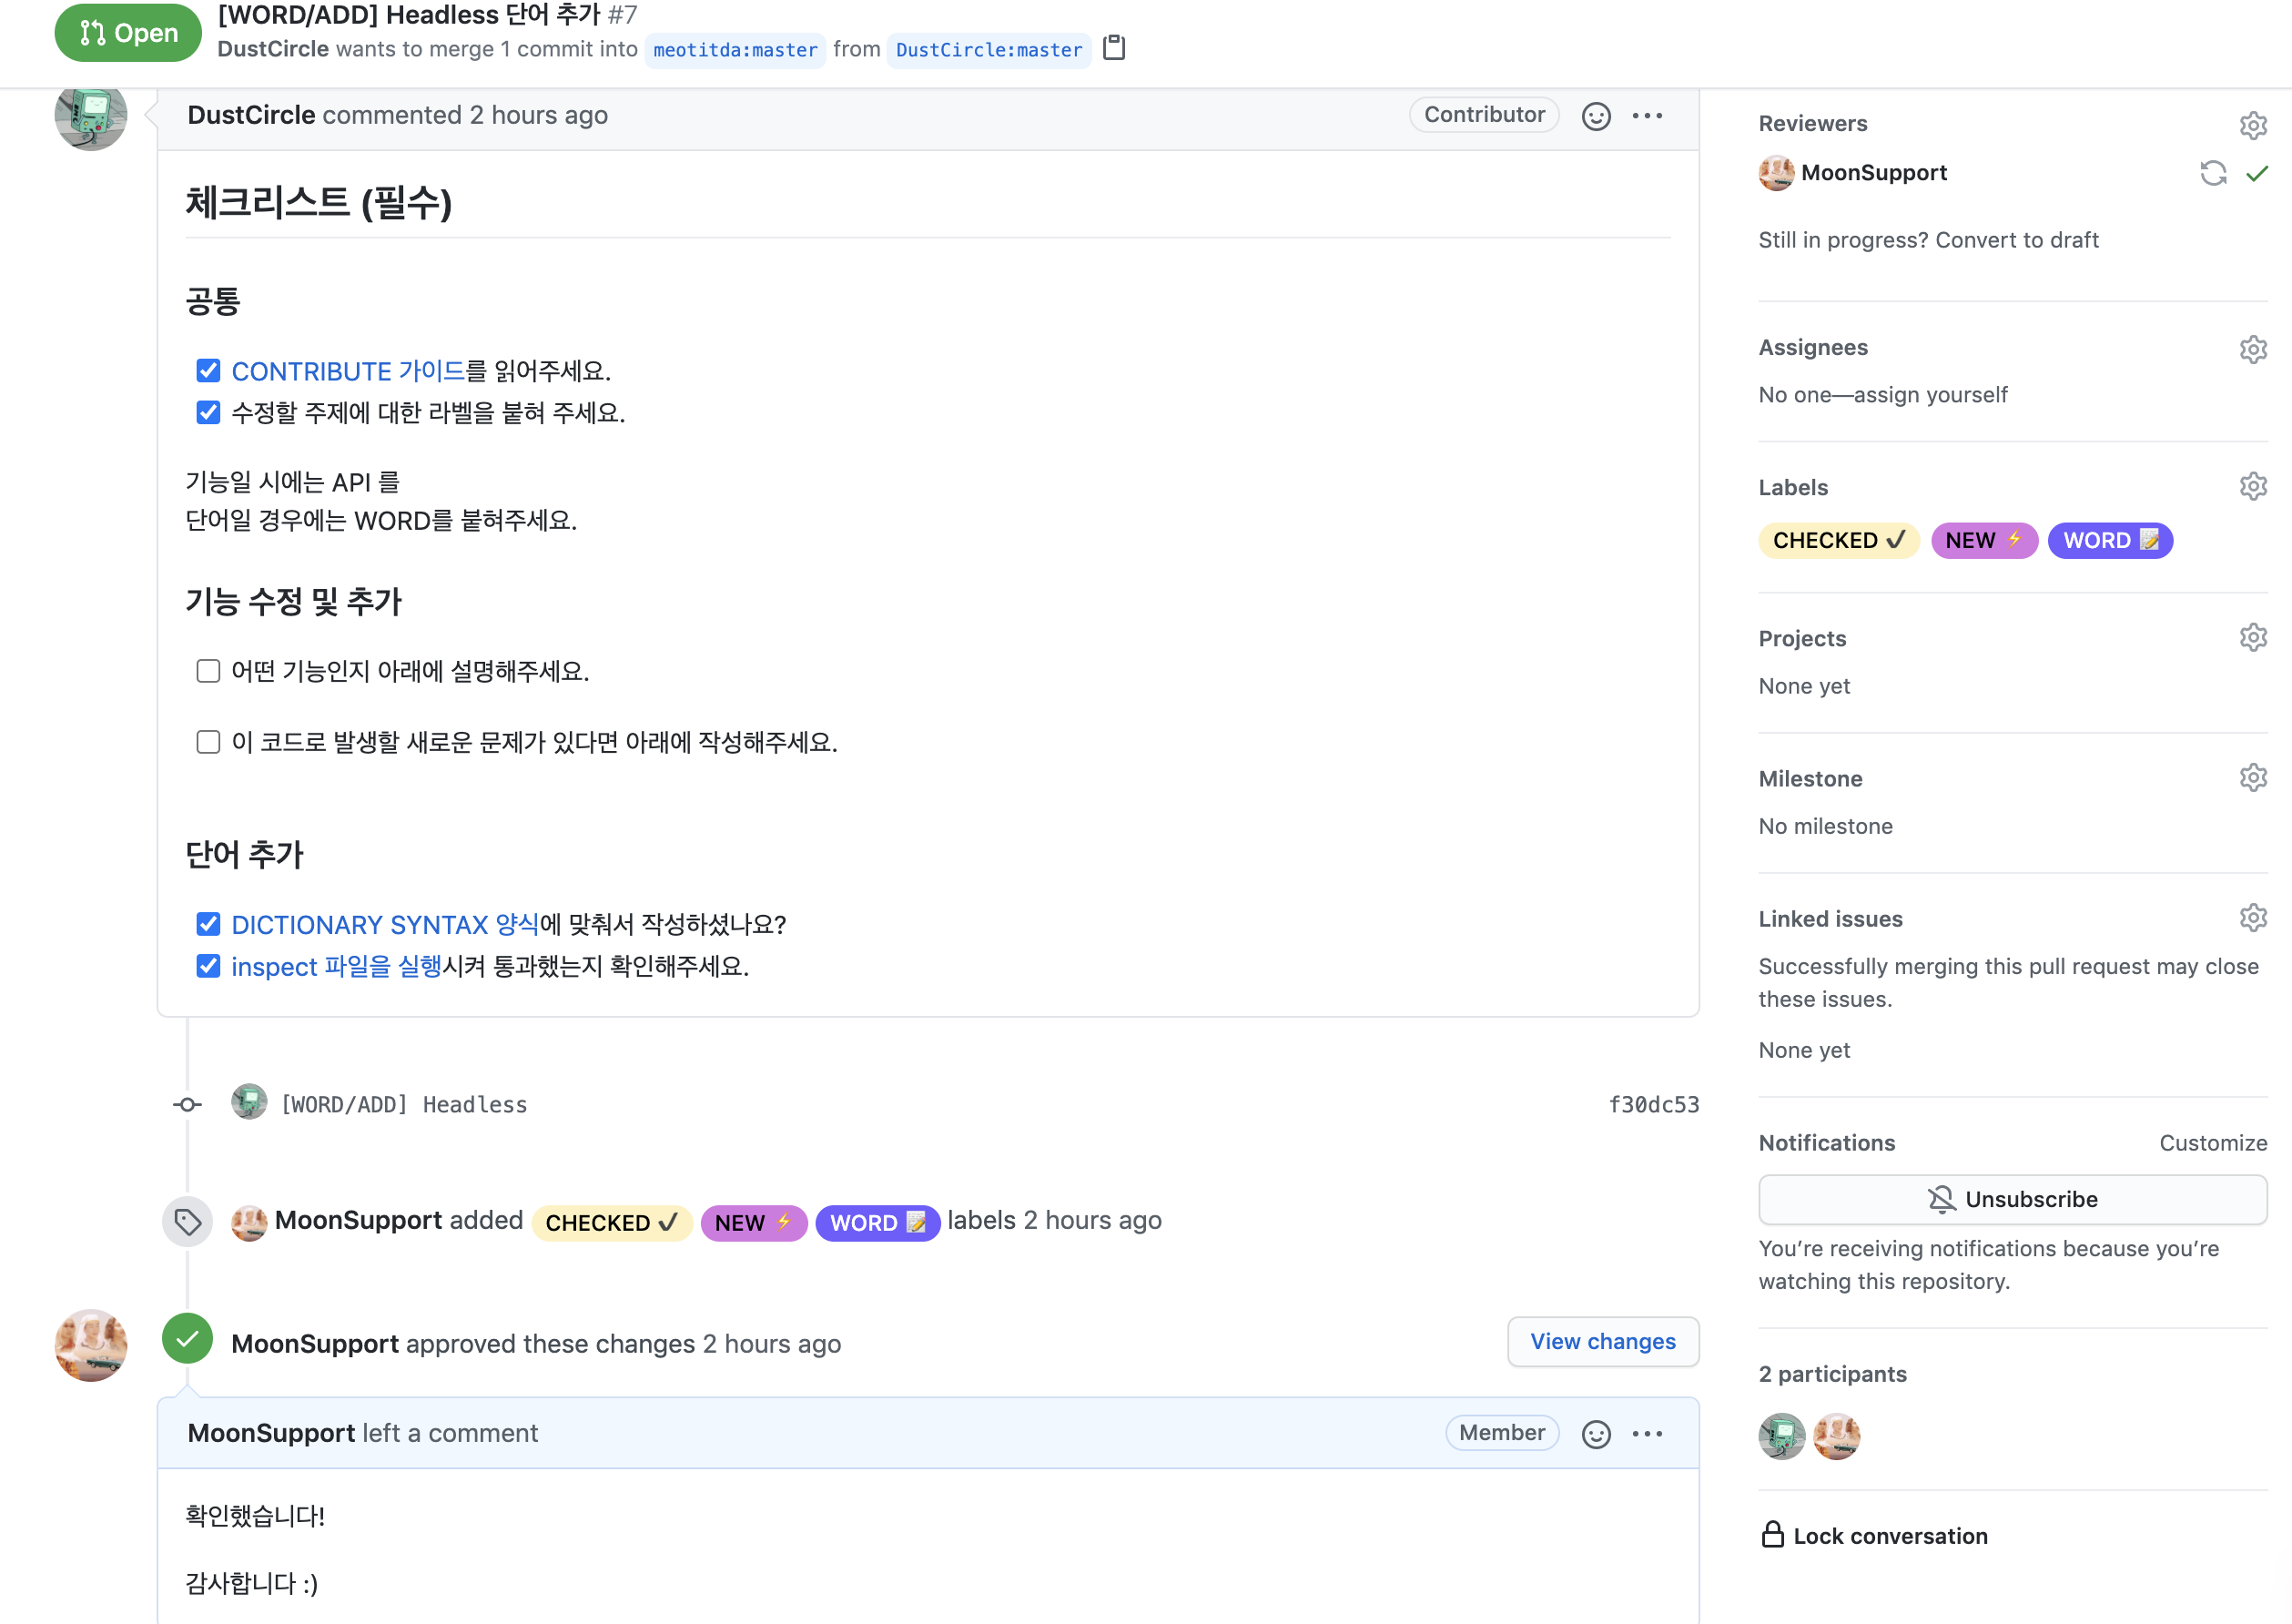 Open
[WORD/ADD] Headless 단어 추가 #7
DustCircle wants to merge 1 commit into meotitda:master from DustCircle:master
DustCircle commented 2 hours ago
Contributor
체크리스트 (필수)
공통
CONTRIBUTE 가이드를 읽어주세요.
수정할 주제에 대한 라벨을 붙혀 주세요.
기능일 시에는 API 를
단어일 경우에는 WORD를 붙혀주세요.
기능 수정 및 추가
어떤 기능인지 아래에 설명해주세요.
이 코드로 발생할 새로운 문제가 있다면 아래에 작성해주세요.
단어 추가
DICTIONARY SYNTAX 양식에 맞춰서 작성하셨나요?
inspect 파일을 실행시켜 통과했는지 확인해주세요.
[WORD/ADD] Headless
f30dc53
MoonSupport added CHECKED ✓ NEW ⚡ WORD 📝 labels 2 hours ago
MoonSupport approved these changes 2 hours ago
View changes
MoonSupport left a comment
Member
확인했습니다!
감사합니다 :)
Reviewers
MoonSupport
Still in progress? Convert to draft
Assignees
No one—assign yourself
Labels
CHECKED ✓ NEW ⚡ WORD 📝
Projects
None yet
Milestone
No milestone
Linked issues
Successfully merging this pull request may close
these issues.
None yet
Notifications
Customize
Unsubscribe
You’re receiving notifications because you’re
watching this repository.
2 participants
Lock conversation